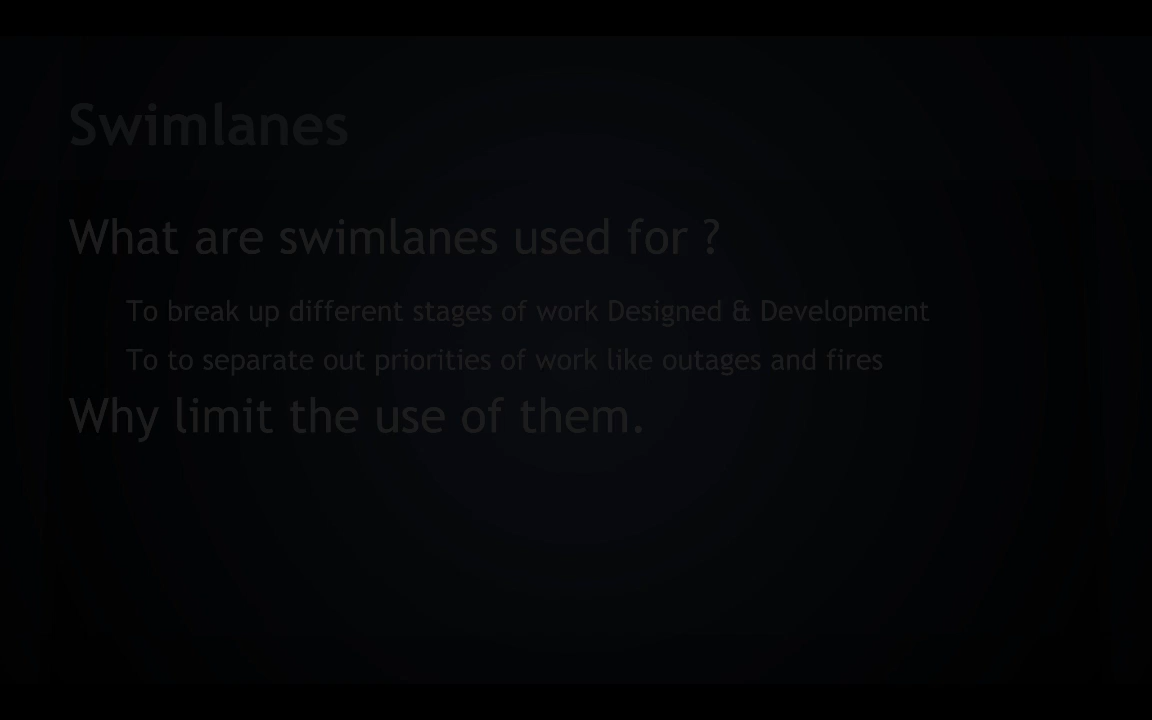 Swimlanes
What are swimlanes used for ?
To break up different stages of work Designed & Development
To to separate out priorities of work like outages and fires
Why limit the use of them.